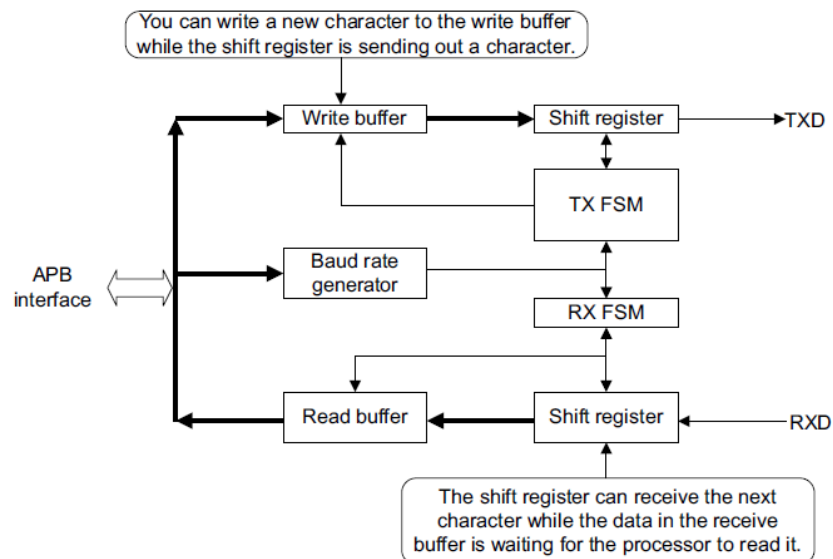 You can write a new character to the write buffer
while the shift register is sending out a character.
Write buffer
Shift register
TXD
TX FSM
APB
interface
Baud rate
generator
RX FSM
Read buffer
Shift register
RXD
The shift register can receive the next
character while the data in the receive
buffer is waiting for the processor to read it.